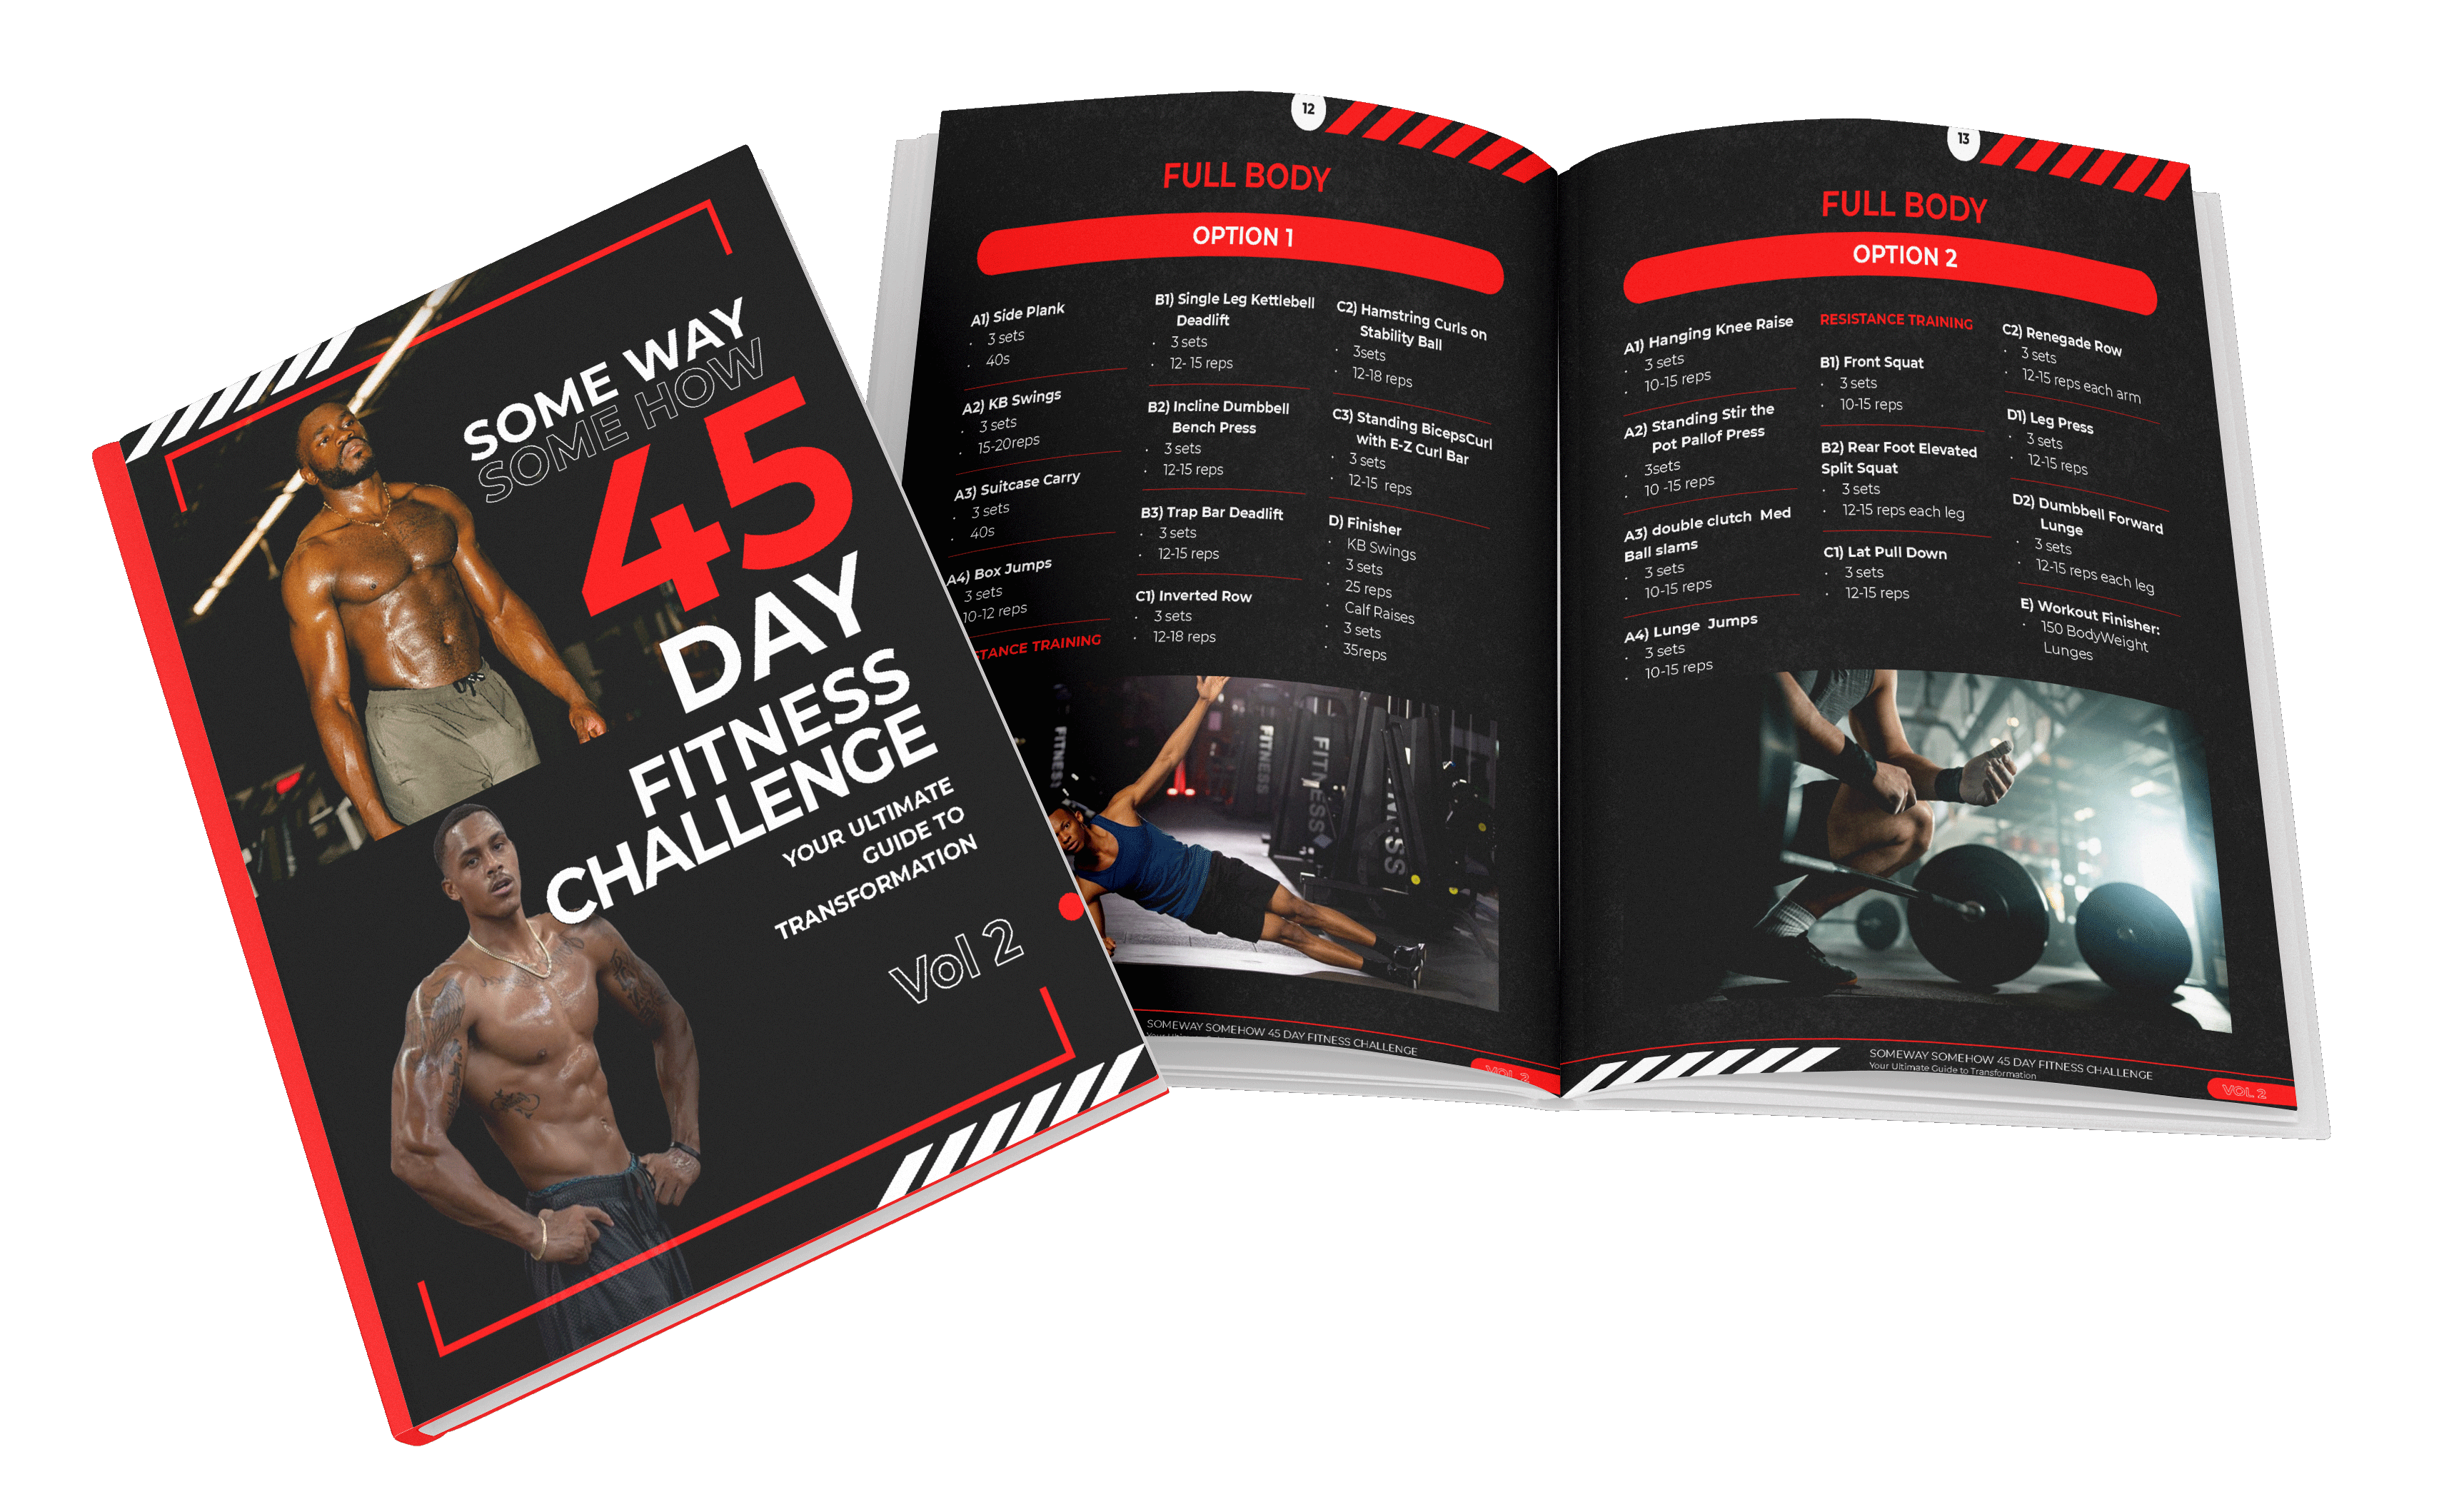 SOME WAY
SOME HOW
45
DAY
FITNESS
CHALLENGE
YOUR ULTIMATE
GUIDE TO
TRANSFORMATION
Vol 2
12
FULL BODY
OPTION 1
A1) Side Plank
3 sets
40s
A2) KB Swings
3 sets
15-20reps
A3) Suitcase Carry
3 sets
40s
A4) Box Jumps
3 sets
10-12 reps
STANCE TRAINING
B1) Single Leg Kettlebell
Deadlift
3 sets
12- 15 reps
B2) Incline Dumbbell
Bench Press
3 sets
12-15 reps
B3) Trap Bar Deadlift
3 sets
12-15 reps
C1) Inverted Row
3 sets
12-18 reps
C2) Hamstring Curls on
Stability Ball
3sets
12-18 reps
C3) Standing BicepsCurl
with E-Z Curl Bar
3 sets
12-15 reps
D) Finisher
KB Swings
3 sets
25 reps
Calf Raises
3 sets
35reps
FITNESS
FITNESS
FITNESS
SOMEWAY SOMEHOW 45 DAY FITNESS CHALLENGE
VOL 2
13
FULL BODY
OPTION 2
A1) Hanging Knee Raise
3 sets
10-15 reps
A2) Standing Stir the
Pot Pallof Press
3sets
10 -15 reps
A3) double clutch Med
Ball slams
3 sets
10-15 reps
A4) Lunge Jumps
3 sets
10-15 reps
RESISTANCE TRAINING
B1) Front Squat
3 sets
10-15 reps
B2) Rear Foot Elevated
Split Squat
3 sets
12-15 reps each leg
C1) Lat Pull Down
3 sets
12-15 reps
C2) Renegade Row
3 sets
12-15 reps each arm
D1) Leg Press
3 sets
12-15 reps
D2) Dumbbell Forward
Lunge
3 sets
12-15 reps each leg
E) Workout Finisher:
150 BodyWeight
Lunges
SOMEWAY SOMEHOW 45 DAY FITNESS CHALLENGE
Your Ultimate Guide to Transformation
VOL 2